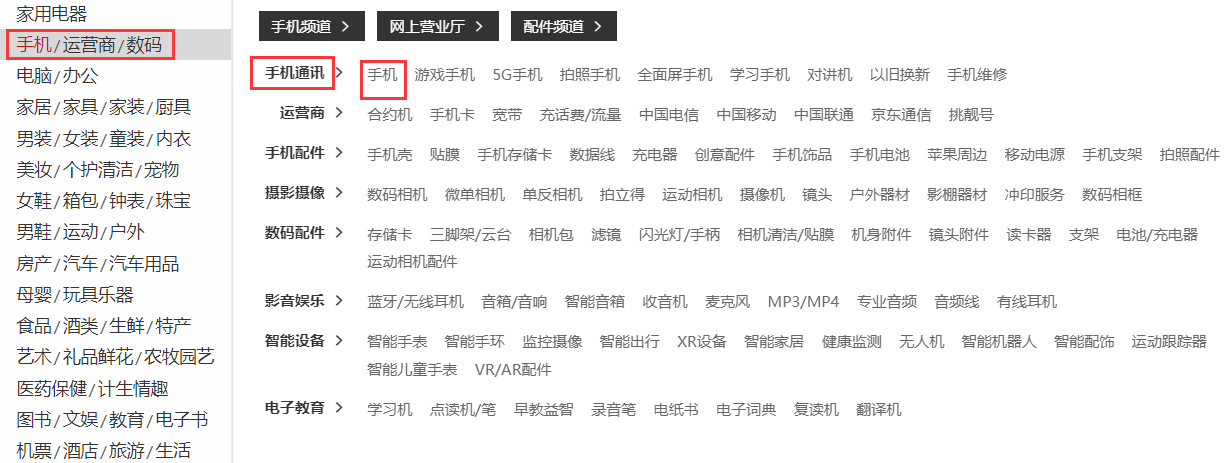 家用电器
手机/运营商/数码
电脑/办公
家居/家具/家装/厨具
男装/女装/童装/内衣
美妆/个护清洁/宠物
女鞋/箱包/钟表/珠宝
男鞋/运动/户外
房产/汽车/汽车用品
母婴/玩具乐器
食品/酒类/生鲜/特产
艺术/礼品鲜花/农牧园艺
医药保健/计生情趣
图书/文娱/教育/电子书
机票/酒店/旅游/生活
手机频道 > 网上营业厅 > 配件频道 >
手机通讯 > 手机 游戏手机 5G手机 拍照手机 全面屏手机 学习手机 对讲机 以旧换新 手机维修
运营商 > 合约机 手机卡 宽带 充话费/流量 中国电信 中国移动 中国联通 京东通信 挑靓号
手机配件 > 手机壳 贴膜 手机存储卡 数据线 充电器 创意配件 手机饰品 手机电池 苹果周边 移动电源 手机支架 拍照配件
摄影摄像 > 数码相机 微单相机 单反相机 拍立得 运动相机 摄像机 镜头 户外器材 影棚器材 冲印服务 数码相框
数码配件 > 存储卡 三脚架/云台 相机包 滤镜 闪光灯/手柄 相机清洁/贴膜 机身附件 镜头附件 读卡器 支架 电池/充电器
运动相机配件
影音娱乐 > 蓝牙/无线耳机 音箱/音响 智能音箱 收音机 麦克风 MP3/MP4 专业音频 音频线 有线耳机
智能设备 > 智能手表 智能手环 监控摄像 智能出行 XR设备 智能家居 健康监测 无人机 智能机器人 智能配饰 运动跟踪器
智能儿童手表 VR/AR配件
电子教育 > 学习机 点读机/笔 早教益智 录音笔 电纸书 电子词典 复读机 翻译机